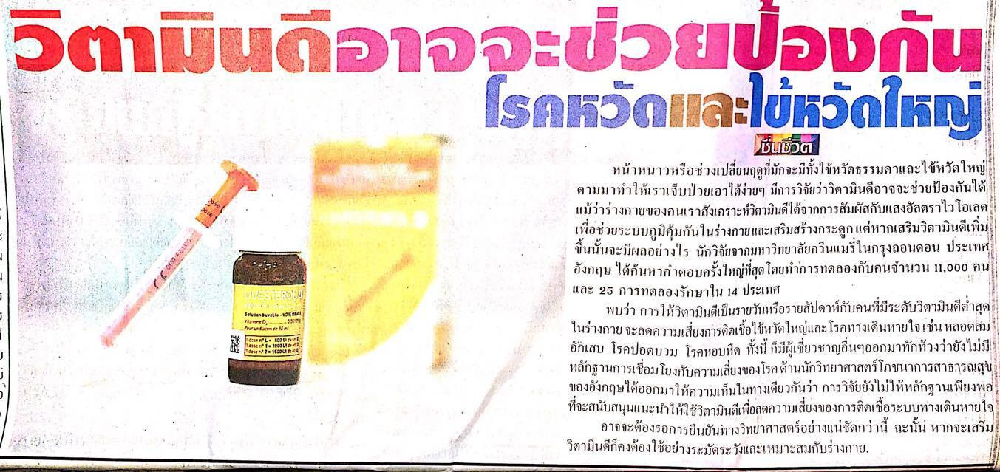 วิตามินดีอาจจะช่วยป้องกัน
โรคหวัดและไข้หวัดใหญ่
ชื่นชีวิต
หน้าหนาวหรือช่วงเปลี่ยนฤดูที่มักจะมีทั้งไข้หวัดธรรมดาและไข้หวัดใหญ่
ตามมาทำให้เราเจ็บป่วยเอาได้ง่ายๆ มีการวิจัยว่าวิตามินดีอาจจะช่วยป้องกันได้
แม้ว่าร่างกายของคนเราสังเคราะห์วิตามินดีได้จากการสัมผัสกับแสงอัลตราไวโอเลต
เพื่อช่วยระบบภูมิคุ้มกันในร่างกายและเสริมสร้างกระดูก แต่หากเสริมวิตามินดีเพิ่ม
ขึ้นนั้นจะมีผลอย่างไร นักวิจัยจากมหาวิทยาลัยควีนแมรี่ในกรุงลอนดอน ประเทศ
อังกฤษ ได้ค้นหาคำตอบครั้งใหญ่ที่สุดโดยทำการทดลองกับคนจำนวน 11,000 คน
และ 25 การทดลองรักษาใน 14 ประเทศ
พบว่า การให้วิตามินดีเป็นรายวันหรือรายสัปดาห์กับคนที่มีระดับวิตามินดีต่ำสุด
ในร่างกาย จะลดความเสี่ยงการติดเชื้อไข้หวัดใหญ่และโรคทางเดินหายใจ เช่น หลอดลม
อักเสบ โรคปอดบวม โรคหอบหืด ทั้งนี้ ก็มีผู้เชี่ยวชาญอื่นๆออกมาทักท้วงว่ายังไม่มี
หลักฐานการเชื่อมโยงกับความเสี่ยงของโรค ด้านนักวิทยาศาสตร์โภชนาการสาธารณสุข
ของอังกฤษได้ออกมาให้ความเห็นในทางเดียวกันว่า การวิจัยยังไม่ให้หลักฐานเพียงพอ
ที่จะสนับสนุนแนะนำให้ใช้วิตามินดีเพื่อลดความเสี่ยงของการติดเชื้อระบบทางเดินหายใจ
อาจจะต้องรอการยืนยันทางวิทยาศาสตร์อย่างแน่ชัดกว่านี้ ฉะนั้น หากจะเสริม
วิตามินดีก็คงต้องใช้อย่างระมัดระวังและเหมาะสมกับร่างกาย.
UVESTEROL
Solution buvable - VOIE ORALE
Vitamine D
Pour un flacon de 10 ml
1 dose n° L = 800 UI de vit D
1 dose n° 1 = 1000 UI de vit D
1 dose n° 2 = 1500 UI de vit D